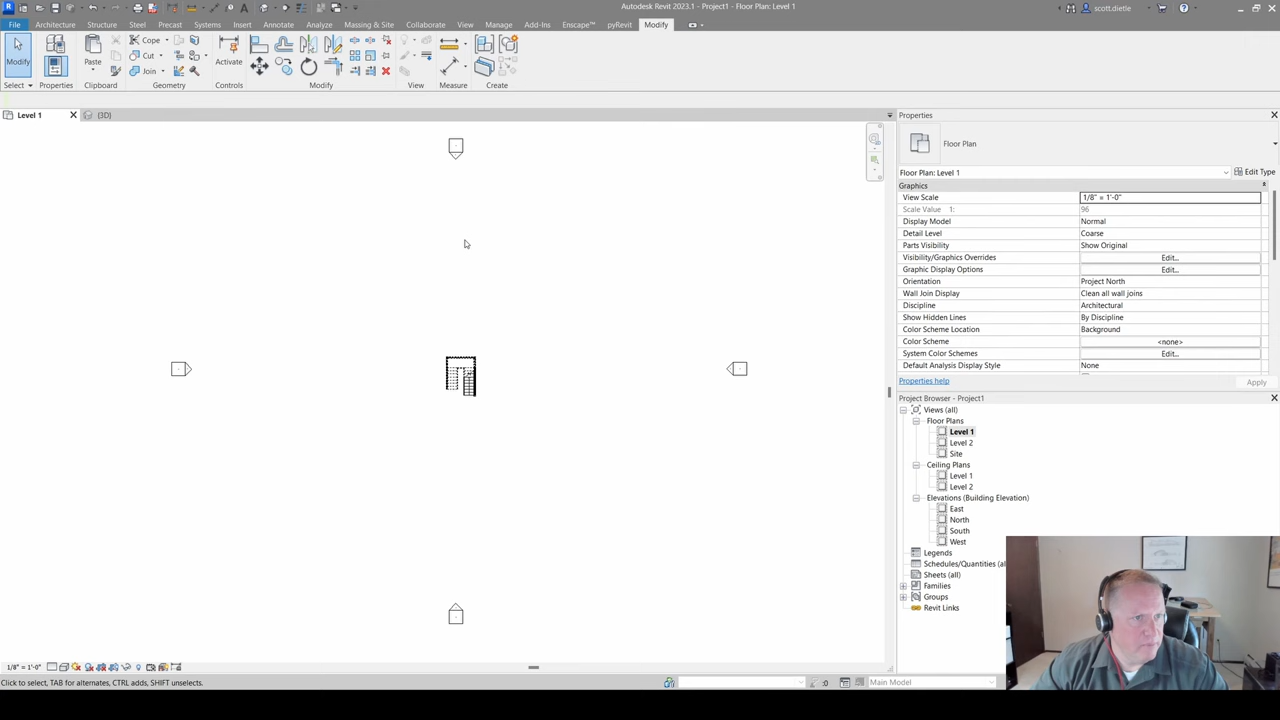 Autodesk Revit 2023.1 - Project1 - Floor Plan: Level 1
scott.dietle
File
Architecture
Structure
Steel
Precast
Systems
Insert
Annotate
Analyze
Massing & Site
Collaborate
View
Manage
Add-Ins
Enscape™
pyRevit
Modify
Modify
Paste
Cope
Cut
Join
Activate
Select
Properties
Clipboard
Geometry
Controls
Modify
View
Measure
Create
Level 1
{3D}
Properties
Floor Plan
Floor Plan: Level 1
Edit Type
Graphics
View Scale 1/8" = 1'-0"
Scale Value 1: 96
Display Model Normal
Detail Level Coarse
Parts Visibility Show Original
Visibility/Graphics Overrides Edit...
Graphic Display Options Edit...
Orientation Project North
Wall Join Display Clean all wall joins
Discipline Architectural
Show Hidden Lines By Discipline
Color Scheme Location Background
Color Scheme <none>
System Color Schemes Edit...
Default Analysis Display Style None
Properties help
Apply
Project Browser - Project1
Views (all)
Floor Plans
Level 1
Level 2
Site
Ceiling Plans
Level 1
Level 2
Elevations (Building Elevation)
East
North
South
West
Legends
Schedules/Quantities (al
Sheets (all)
Families
Groups
Revit Links
1/8" = 1'-0"
Click to select, TAB for alternates, CTRL adds, SHIFT unselects.
:0
Main Model